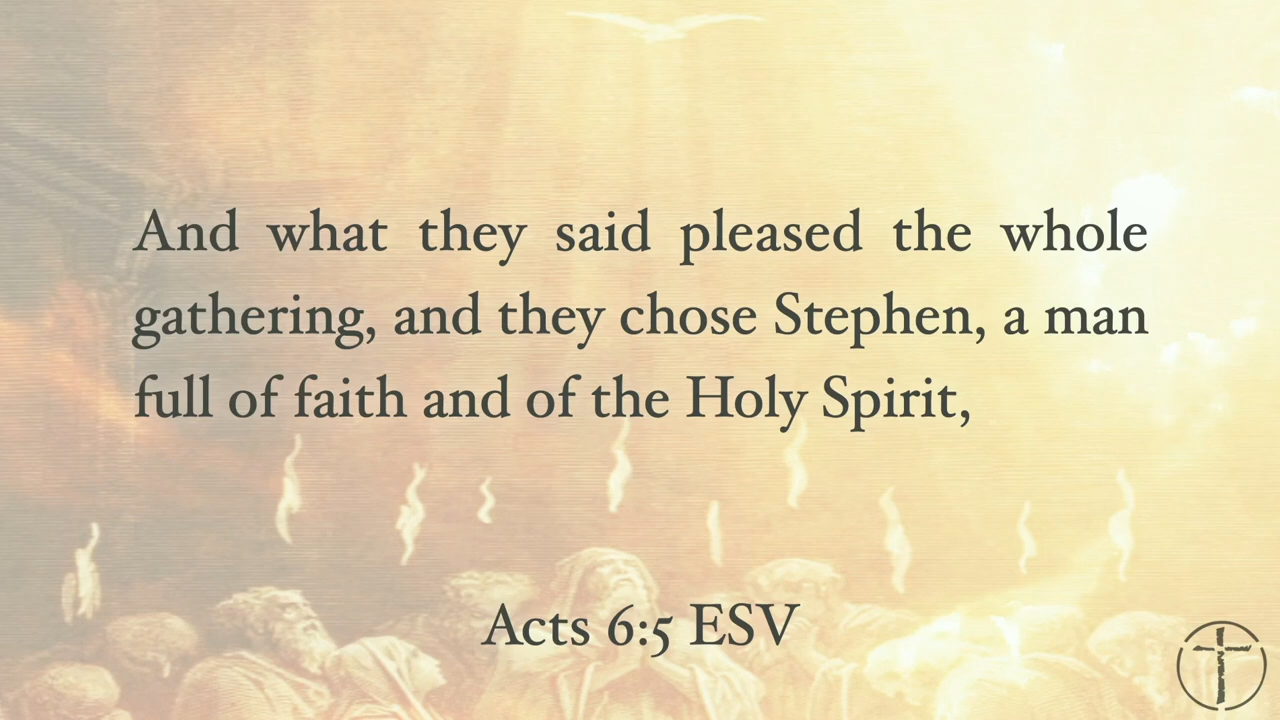 And what they said pleased the whole
gathering, and they chose Stephen, a man
full of faith and of the Holy Spirit,
Acts 6:5 ESV